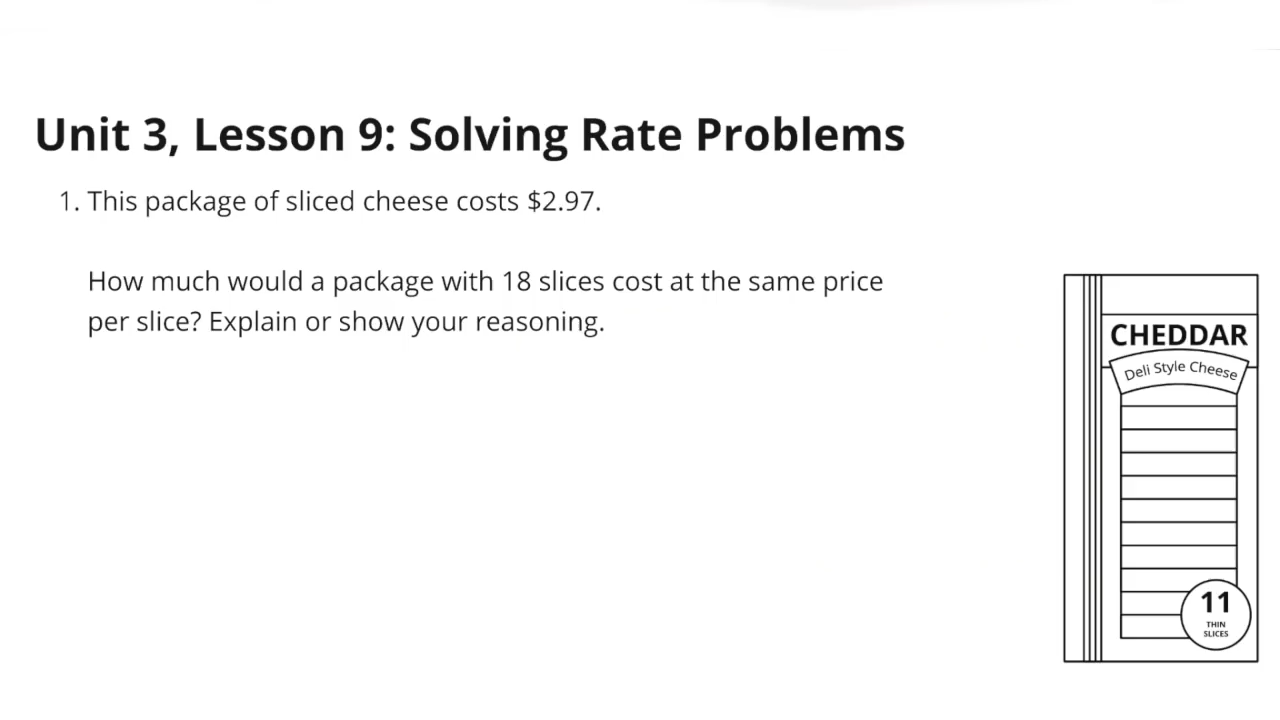 Unit 3, Lesson 9: Solving Rate Problems
1. This package of sliced cheese costs $2.97.
How much would a package with 18 slices cost at the same price
per slice? Explain or show your reasoning.
CHEDDAR
Deli Style Cheese
11
THIN
SLICES